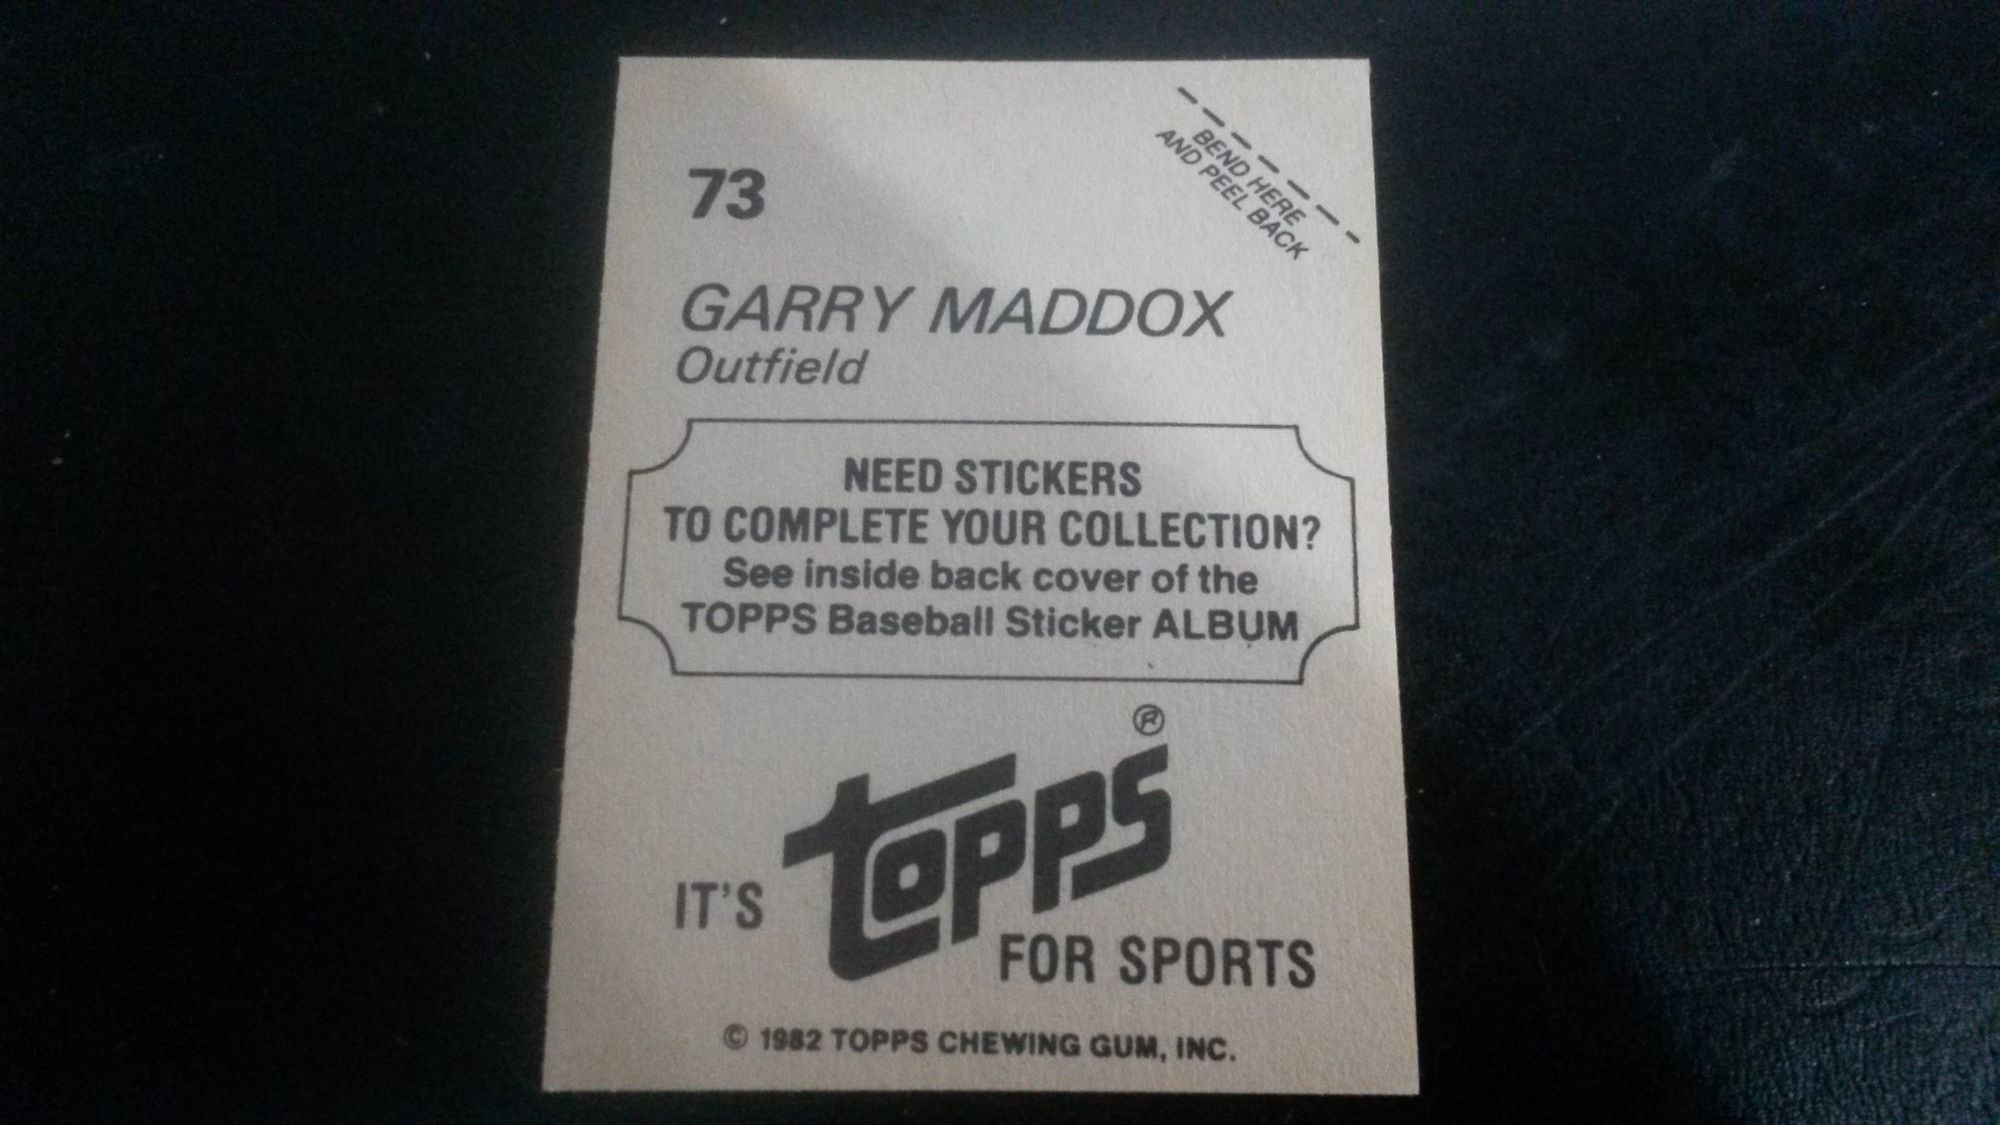 73
BEND HERE
AND PEEL BACK
GARRY MADDOX
Outfield
NEED STICKERS
TO COMPLETE YOUR COLLECTION?
See inside back cover of the
TOPPS Baseball Sticker ALBUM
IT'S topps ®
FOR SPORTS
© 1982 TOPPS CHEWING GUM, INC.